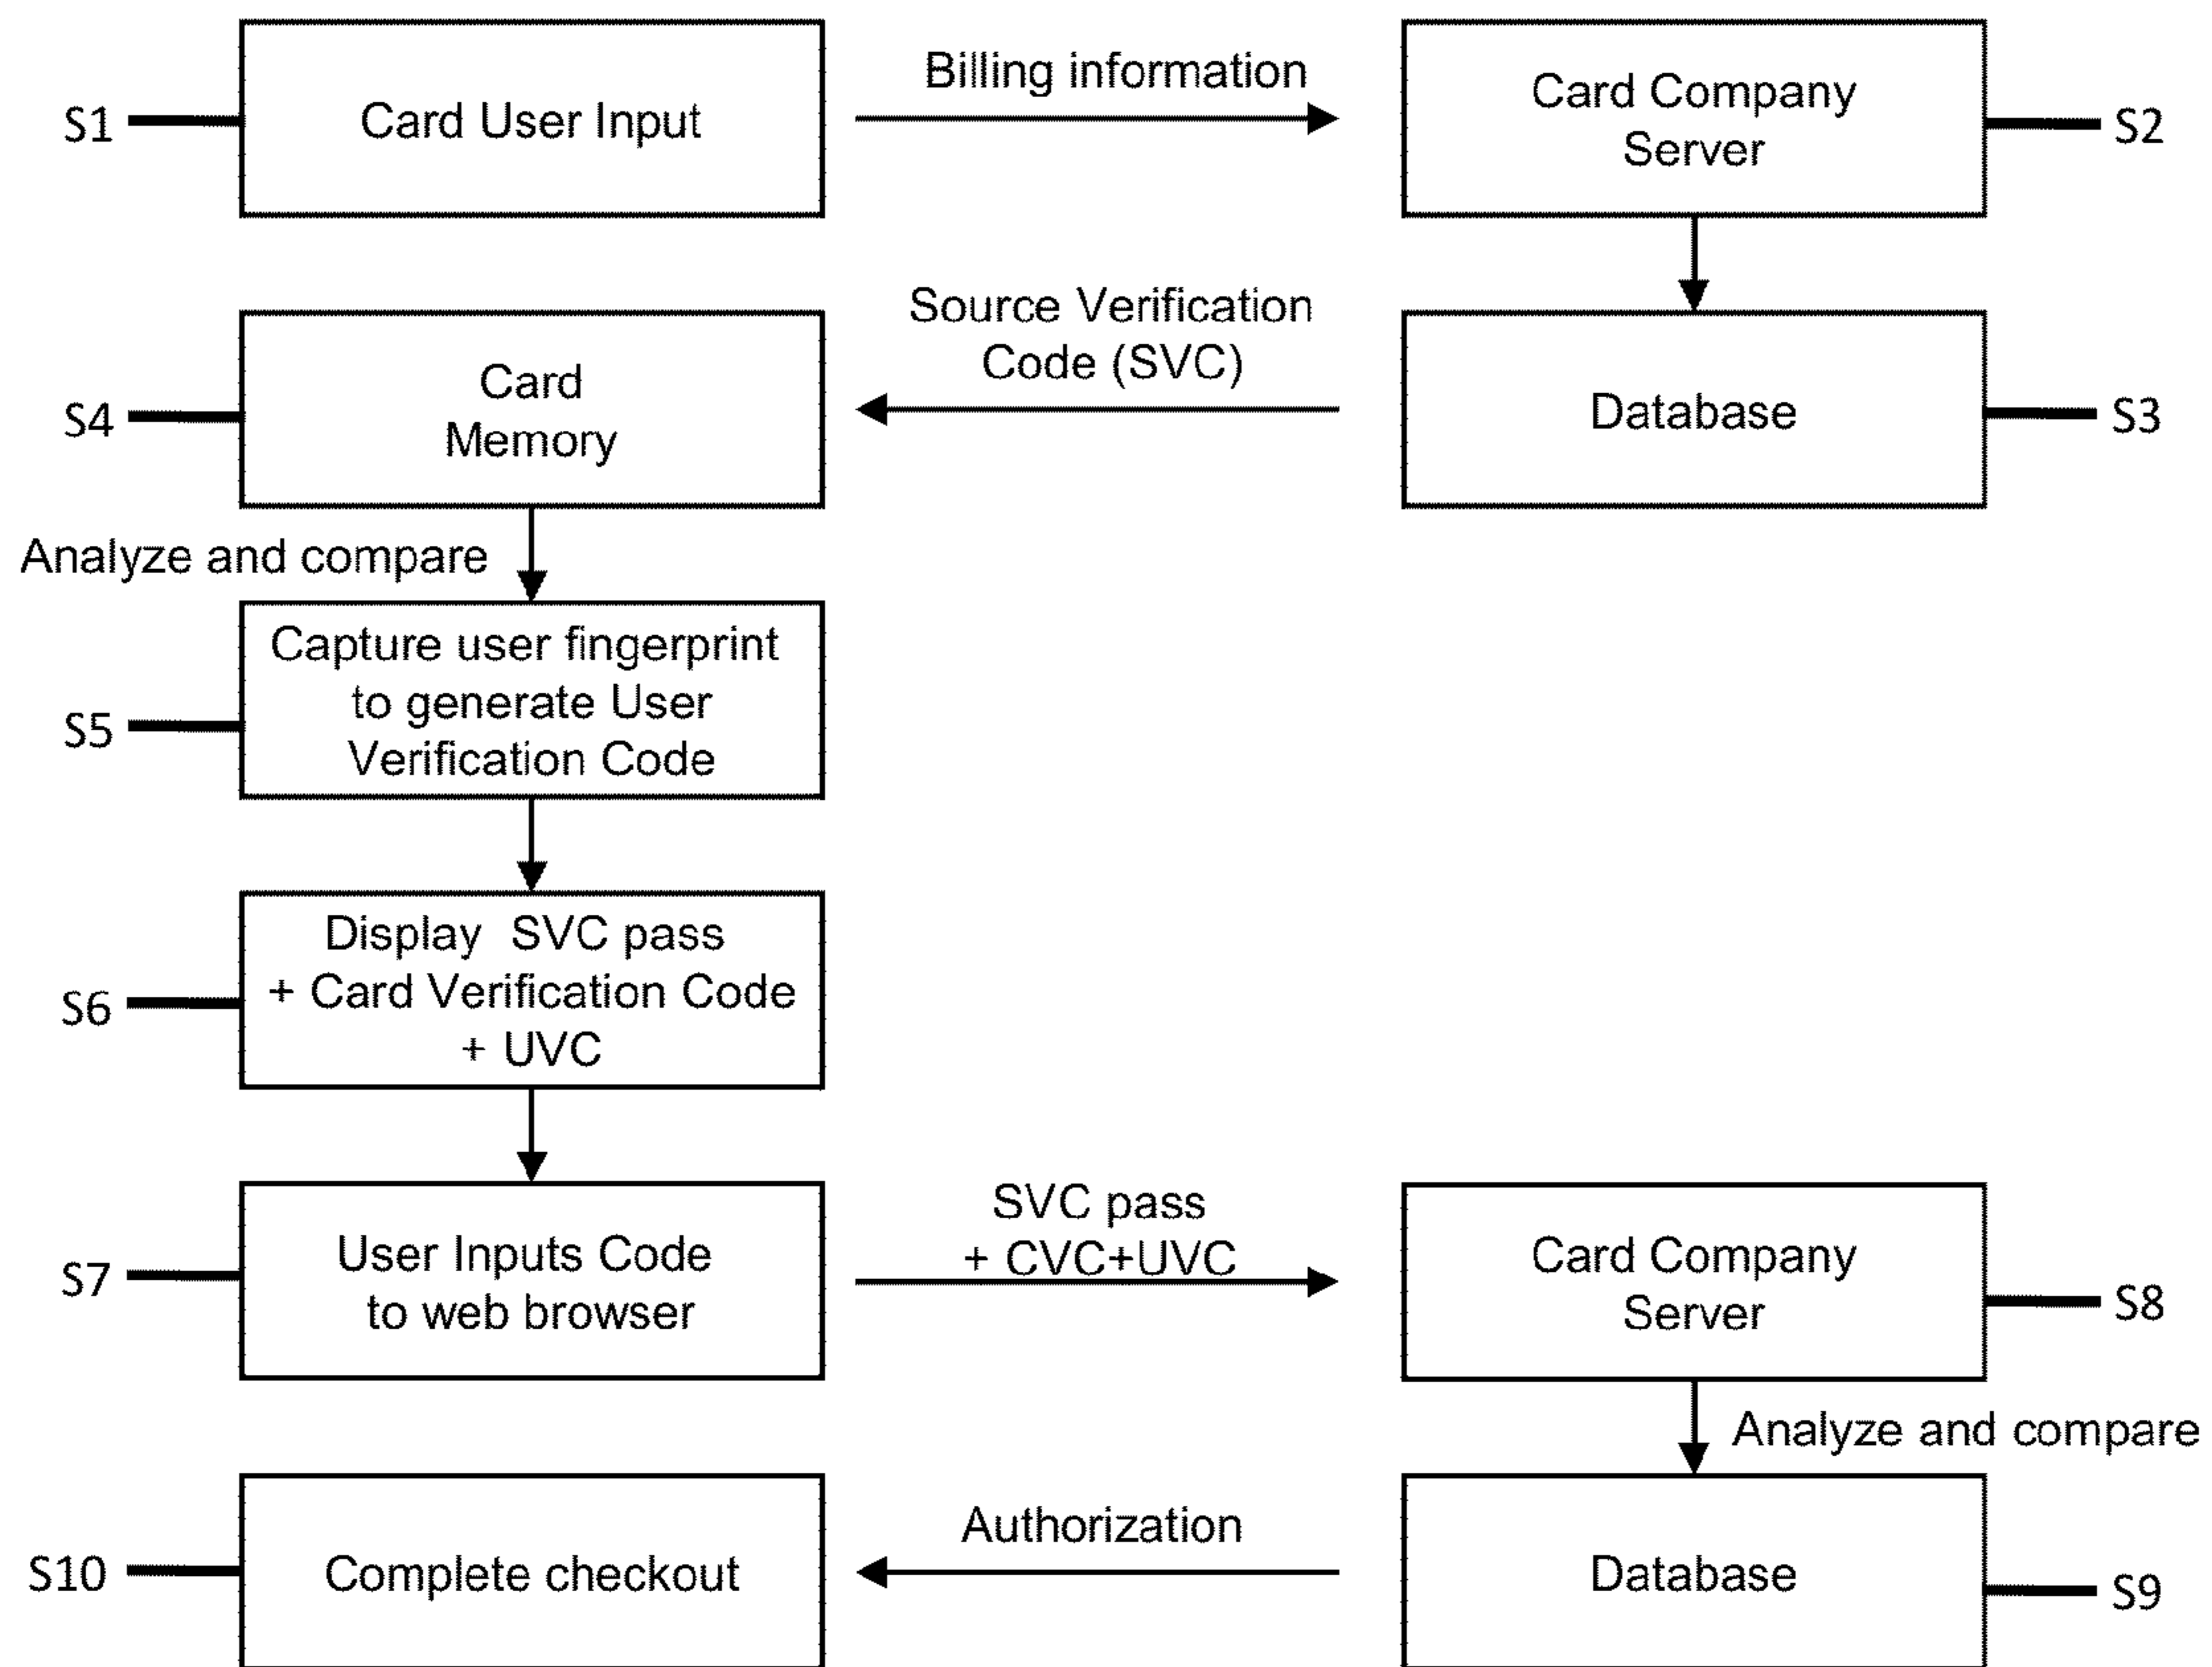 S1
Card User Input
Billing information
Card Company
Server
S2
Source Verification
Code (SVC)
S4
Card
Memory
Database
S3
Analyze and compare
S5
Capture user fingerprint
to generate User
Verification Code
S6
Display SVC pass
+ Card Verification Code
+ UVC
S7
User Inputs Code
to web browser
SVC pass
+ CVC+UVC
Card Company
Server
S8
Analyze and compare
S10
Complete checkout
Authorization
Database
S9